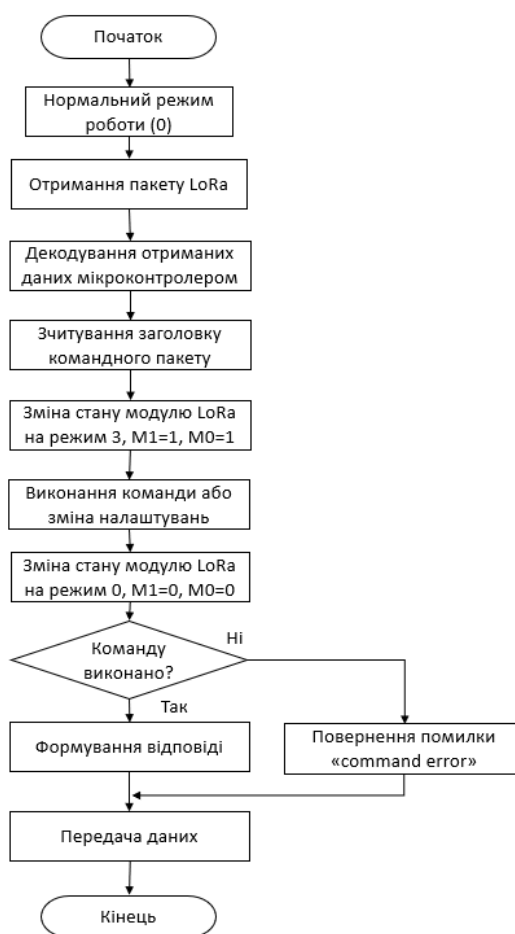 Початок
Нормальний режим
роботи (0)
Отримання пакету LoRa
Декодування отриманих
даних мікроконтролером
Зчитування заголовку
командного пакету
Зміна стану модулю LoRa
на режим 3, M1=1, M0=1
Виконання команди або
зміна налаштувань
Зміна стану модулю LoRa
на режим 0, M1=0, M0=0
Команду
виконано?
Ні
Так
Формування відповіді
Повернення помилки
«command error»
Передача даних
Кінець